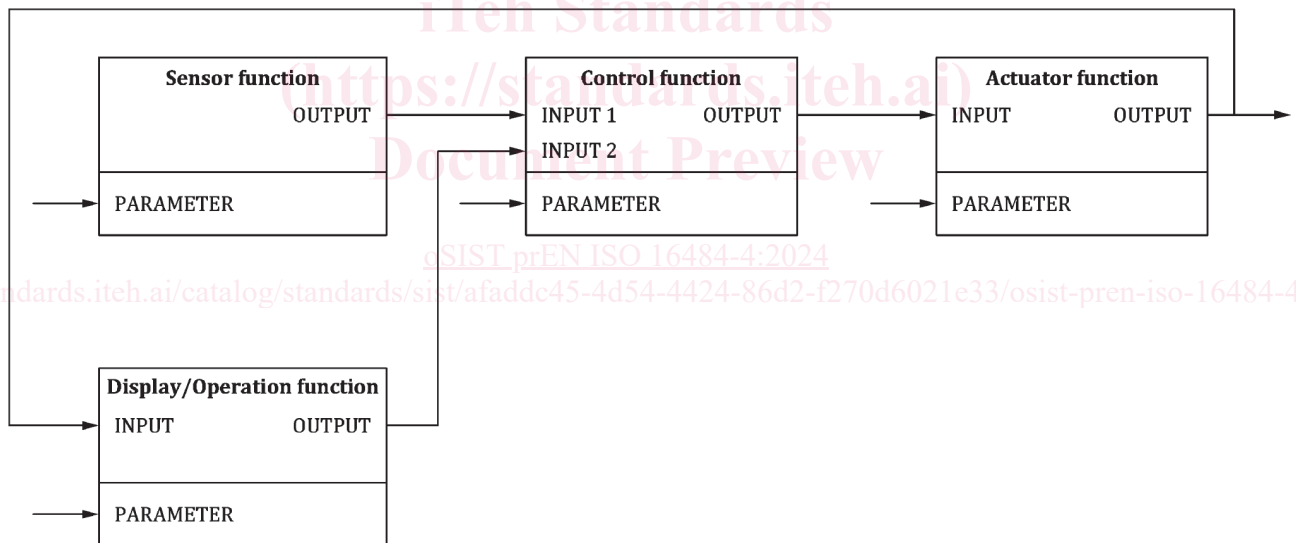 iTeh Standards
Sensor function
OUTPUT
PARAMETER
Control function
INPUT 1 OUTPUT
INPUT 2
PARAMETER
Actuator function
INPUT OUTPUT
PARAMETER
(https://standards.iteh.ai)
Document Preview
oSIST prEN ISO 16484-4:2024
ndards.iteh.ai/catalog/standards/sist/afaddc45-4d54-4424-86d2-f270d6021e33/osist-pren-iso-16484-4
Display/Operation function
INPUT OUTPUT
PARAMETER